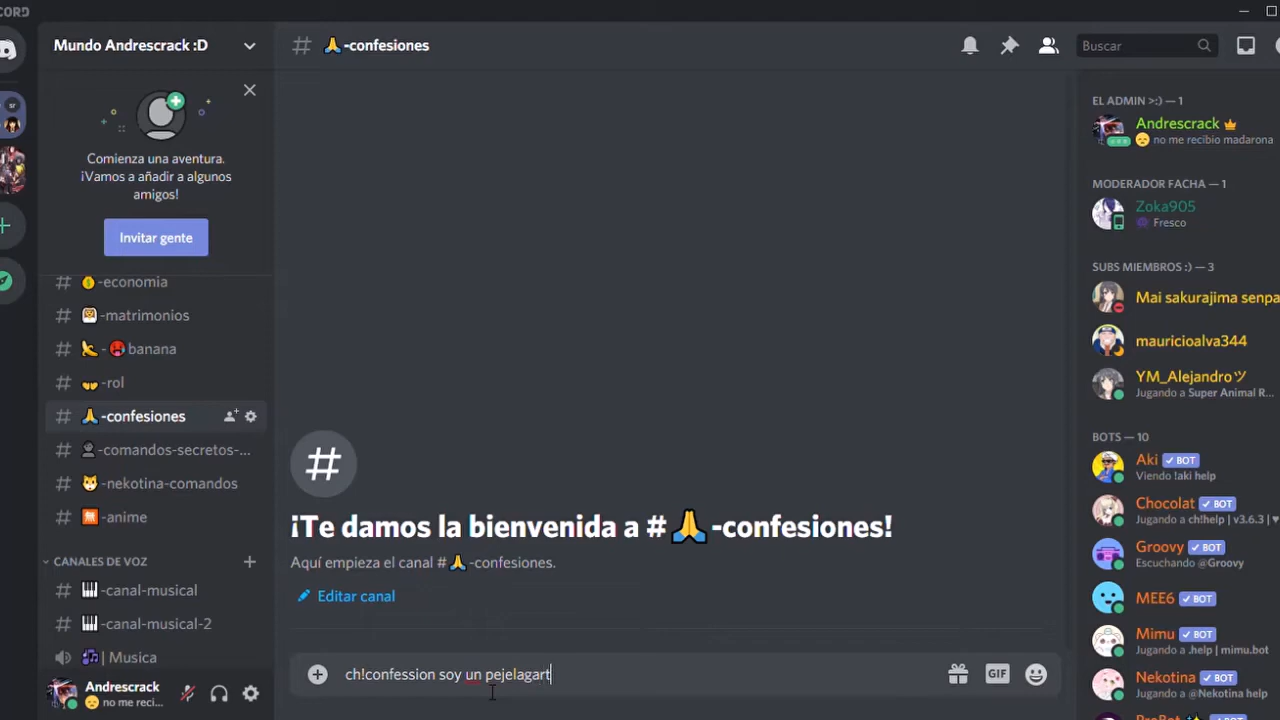 CORD
Mundo Andrescrack :D
Comienza una aventura.
¡Vamos a añadir a algunos
amigos!
Invitar gente
-economia
-matrimonios
- banana
-rol
-confesiones
-comandos-secretos-...
-nekotina-comandos
-anime
CANALES DE VOZ
-canal-musical
-canal-musical-2
| Musica
Andrescrack
no me reci...
# 🙏-confesiones
Buscar
¡Te damos la bienvenida a #🙏-confesiones!
Aquí empieza el canal #🙏-confesiones.
Editar canal
ch!confession soy un pejelagart
GIF
EL ADMIN >:) — 1
Andrescrack
no me recibio madarona
MODERADOR FACHA — 1
Zoka905
Fresco
SUBS MIEMBROS :) — 3
Mai sakurajima senpa
mauricioalva344
YM_Alejandroツ
Jugando a Super Animal R...
BOTS — 10
Aki ✓ BOT
Viendo !aki help
Chocolat ✓ BOT
Jugando a ch!help | v3.6.3 | ♥
Groovy ✓ BOT
Escuchando @Groovy
MEE6 ✓ BOT
Mimu ✓ BOT
Jugando a .help | mimu.bot
Nekotina ✓ BOT
Jugando a @Nekotina help